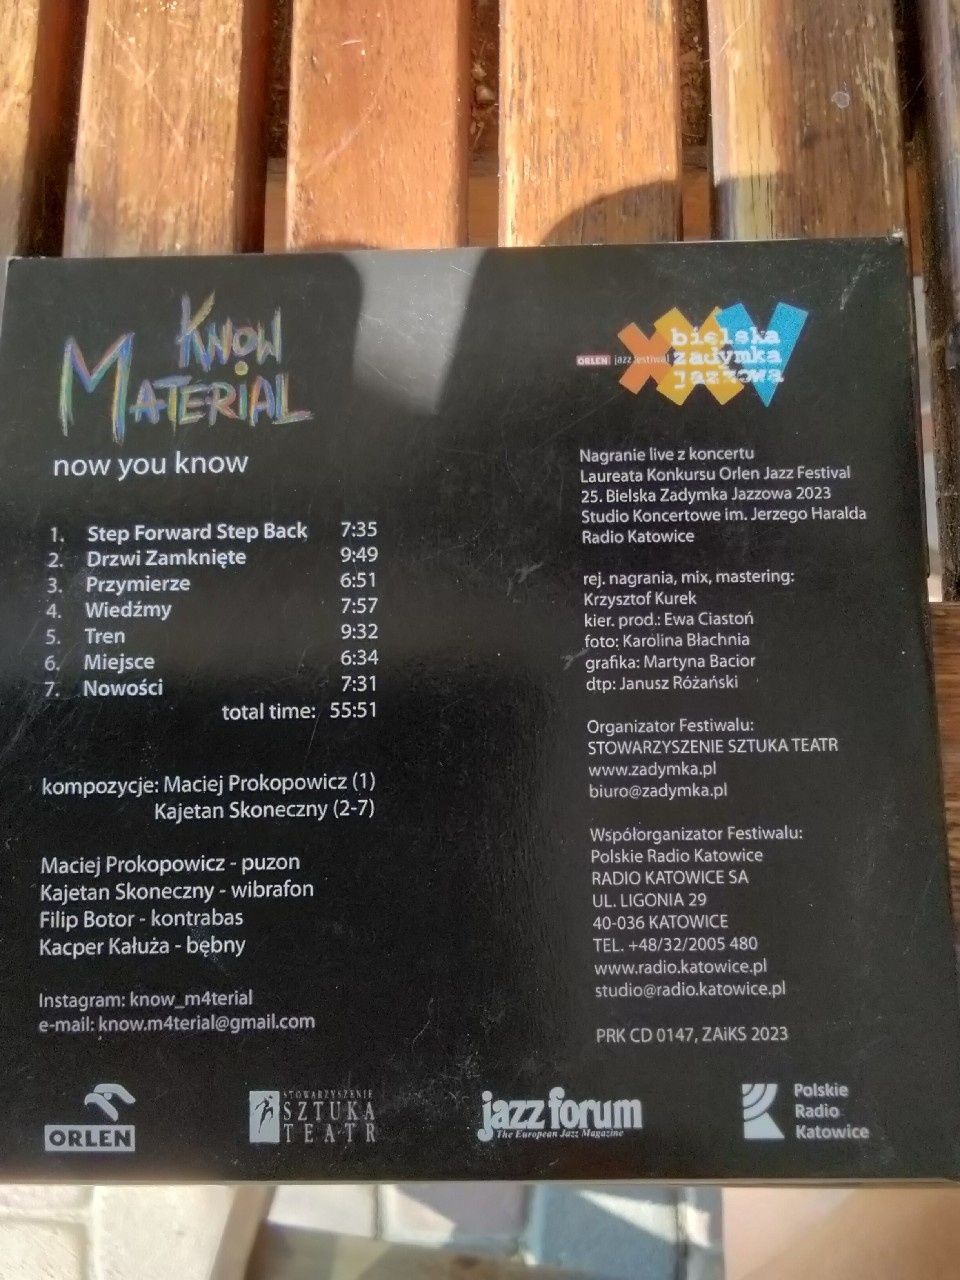 KNOW
MATERIAL
now you know
1. Step Forward Step Back 7:35
2. Drzwi Zamknięte 9:49
3. Przymierze 6:51
4. Wiedźmy 7:57
5. Tren 9:32
6. Miejsce 6:34
7. Nowości 7:31
total time: 55:51
kompozycje: Maciej Prokopowicz (1)
Kajetan Skoneczny (2-7)
Maciej Prokopowicz - puzon
Kajetan Skoneczny - wibrafon
Filip Botor - kontrabas
Kacper Kałuża - bębny
Instagram: know_m4terial
e-mail: know.m4terial@gmail.com
XXV
bielska
ORLEN jazz festiwal zadymka
jazzowa
Nagranie live z koncertu
Laureata Konkursu Orlen Jazz Festival
25. Bielska Zadymka Jazzowa 2023
Studio Koncertowe im. Jerzego Haralda
Radio Katowice
rej. nagrania, mix, mastering:
Krzysztof Kurek
kier. prod.: Ewa Ciastoń
foto: Karolina Błachnia
grafika: Martyna Bacior
dtp: Janusz Różański
Organizator Festiwalu:
STOWARZYSZENIE SZTUKA TEATR
www.zadymka.pl
biuro@zadymka.pl
Współorganizator Festiwalu:
Polskie Radio Katowice
RADIO KATOWICE SA
UL. LIGONIA 29
40-036 KATOWICE
TEL. +48/32/2005 480
www.radio.katowice.pl
studio@radio.katowice.pl
PRK CD 0147, ZAiKS 2023
ORLEN
STOWARZYSZENIE
SZTUKA
TEATR
jazz forum
The European Jazz Magazine
Polskie
Radio
Katowice